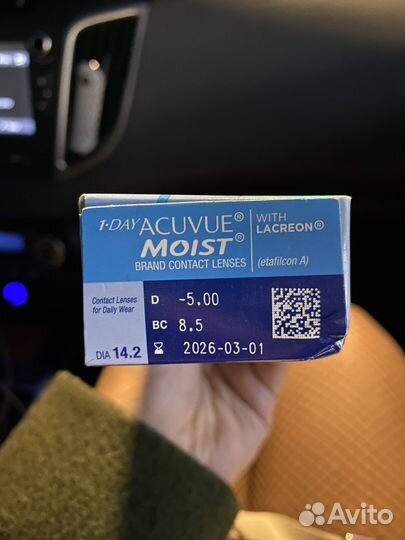 1·DAY ACUVUE® MOIST®
BRAND CONTACT LENSES
WITH LACREON®
(etafilcon A)
Contact Lenses
for Daily Wear
D -5.00
BC 8.5
2026-03-01
DIA 14.2
Avito